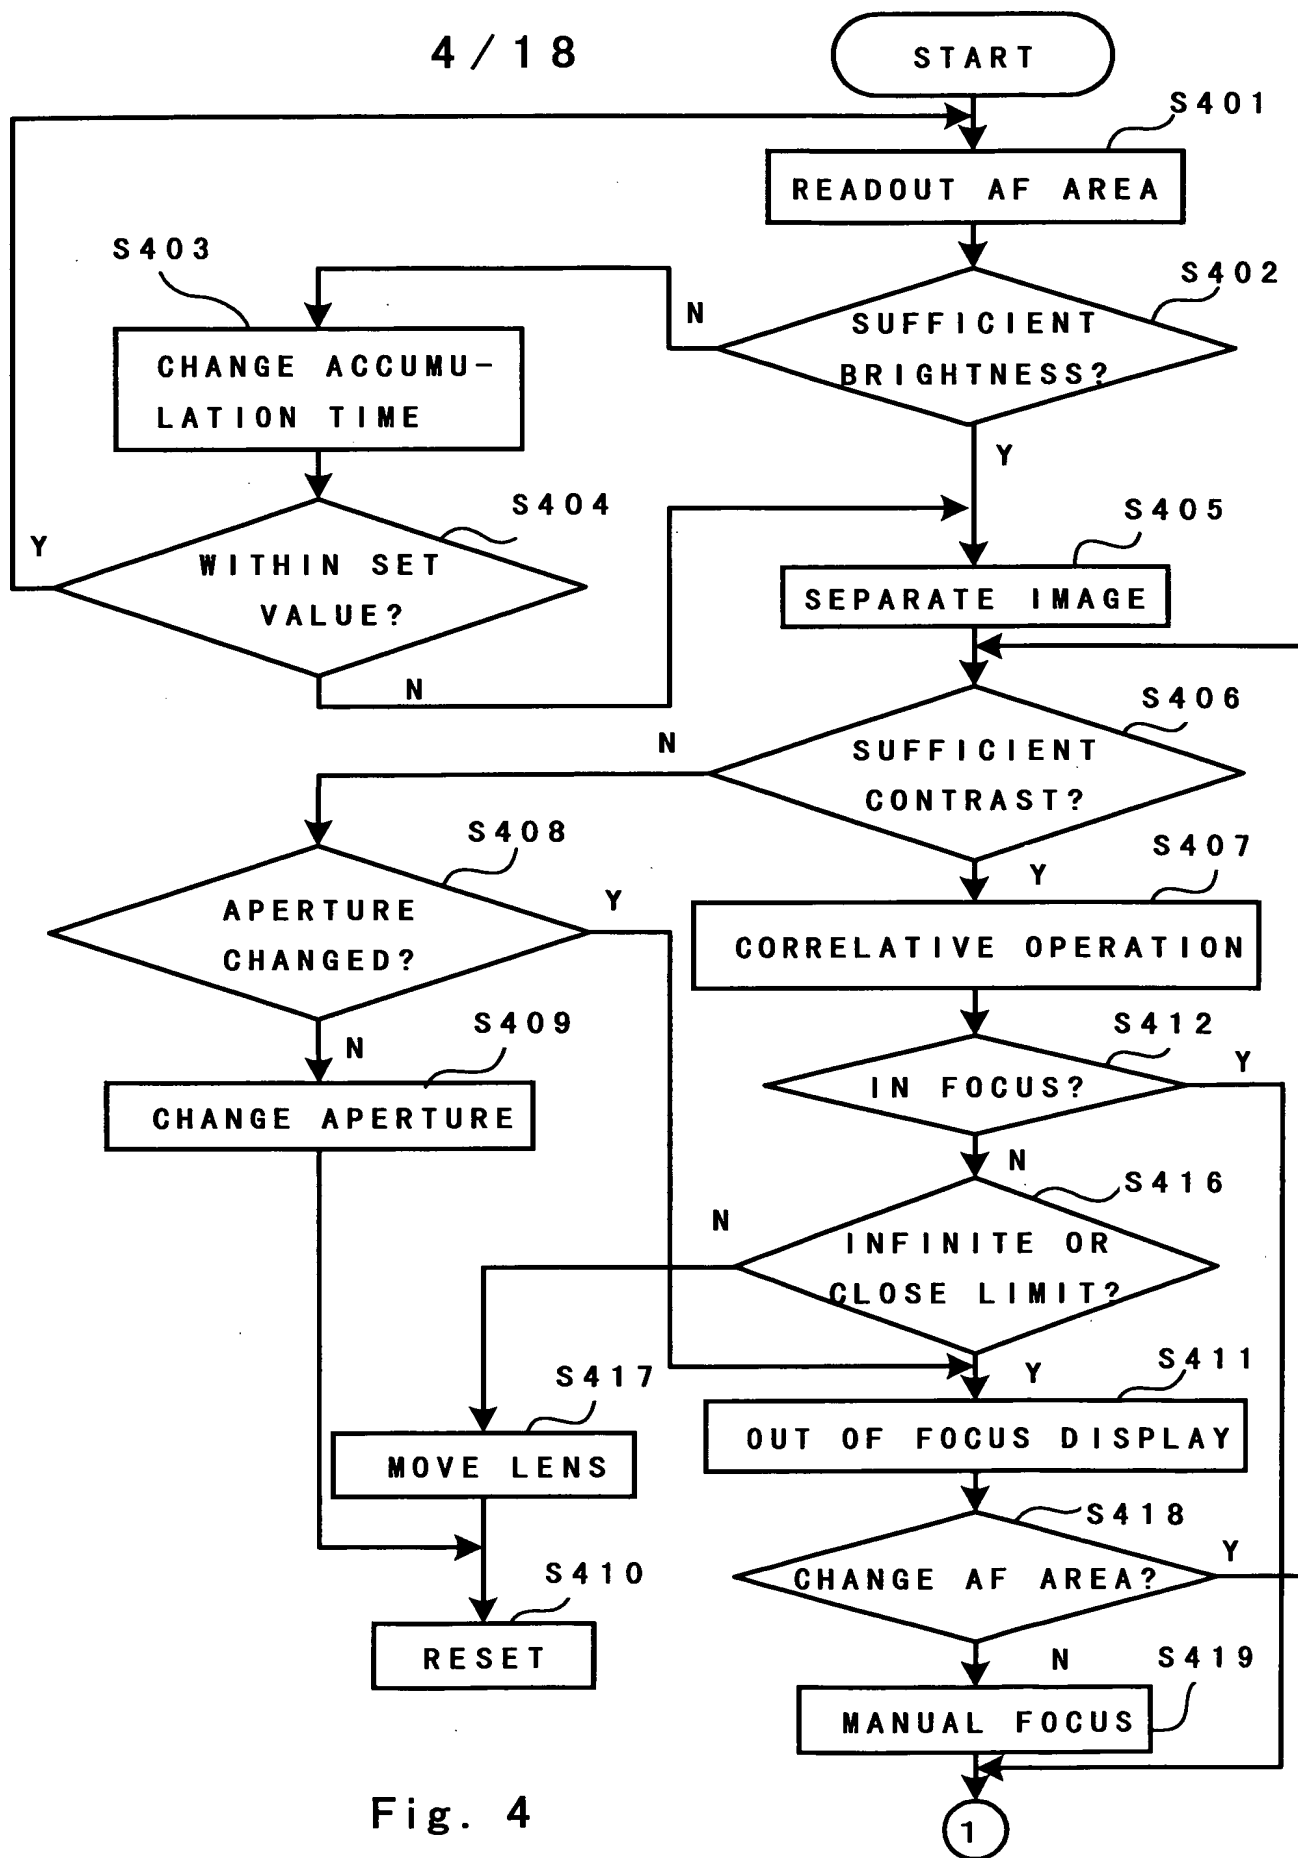 4/18
START
S401
READOUT AF AREA
S403
S402
N
SUFFICIENT
BRIGHTNESS?
CHANGE ACCUMU-
LATION TIME
Y
S404
S405
Y
WITHIN SET
VALUE?
SEPARATE IMAGE
N
S406
N
SUFFICIENT
CONTRAST?
S408
S407
Y
Y
APERTURE
CHANGED?
CORRELATIVE OPERATION
S409
S412
N
Y
IN FOCUS?
CHANGE APERTURE
N
S416
N
INFINITE OR
CLOSE LIMIT?
S417
Y
S411
OUT OF FOCUS DISPLAY
MOVE LENS
S418
S410
Y
CHANGE AF AREA?
RESET
N
S419
MANUAL FOCUS
Fig. 4
1